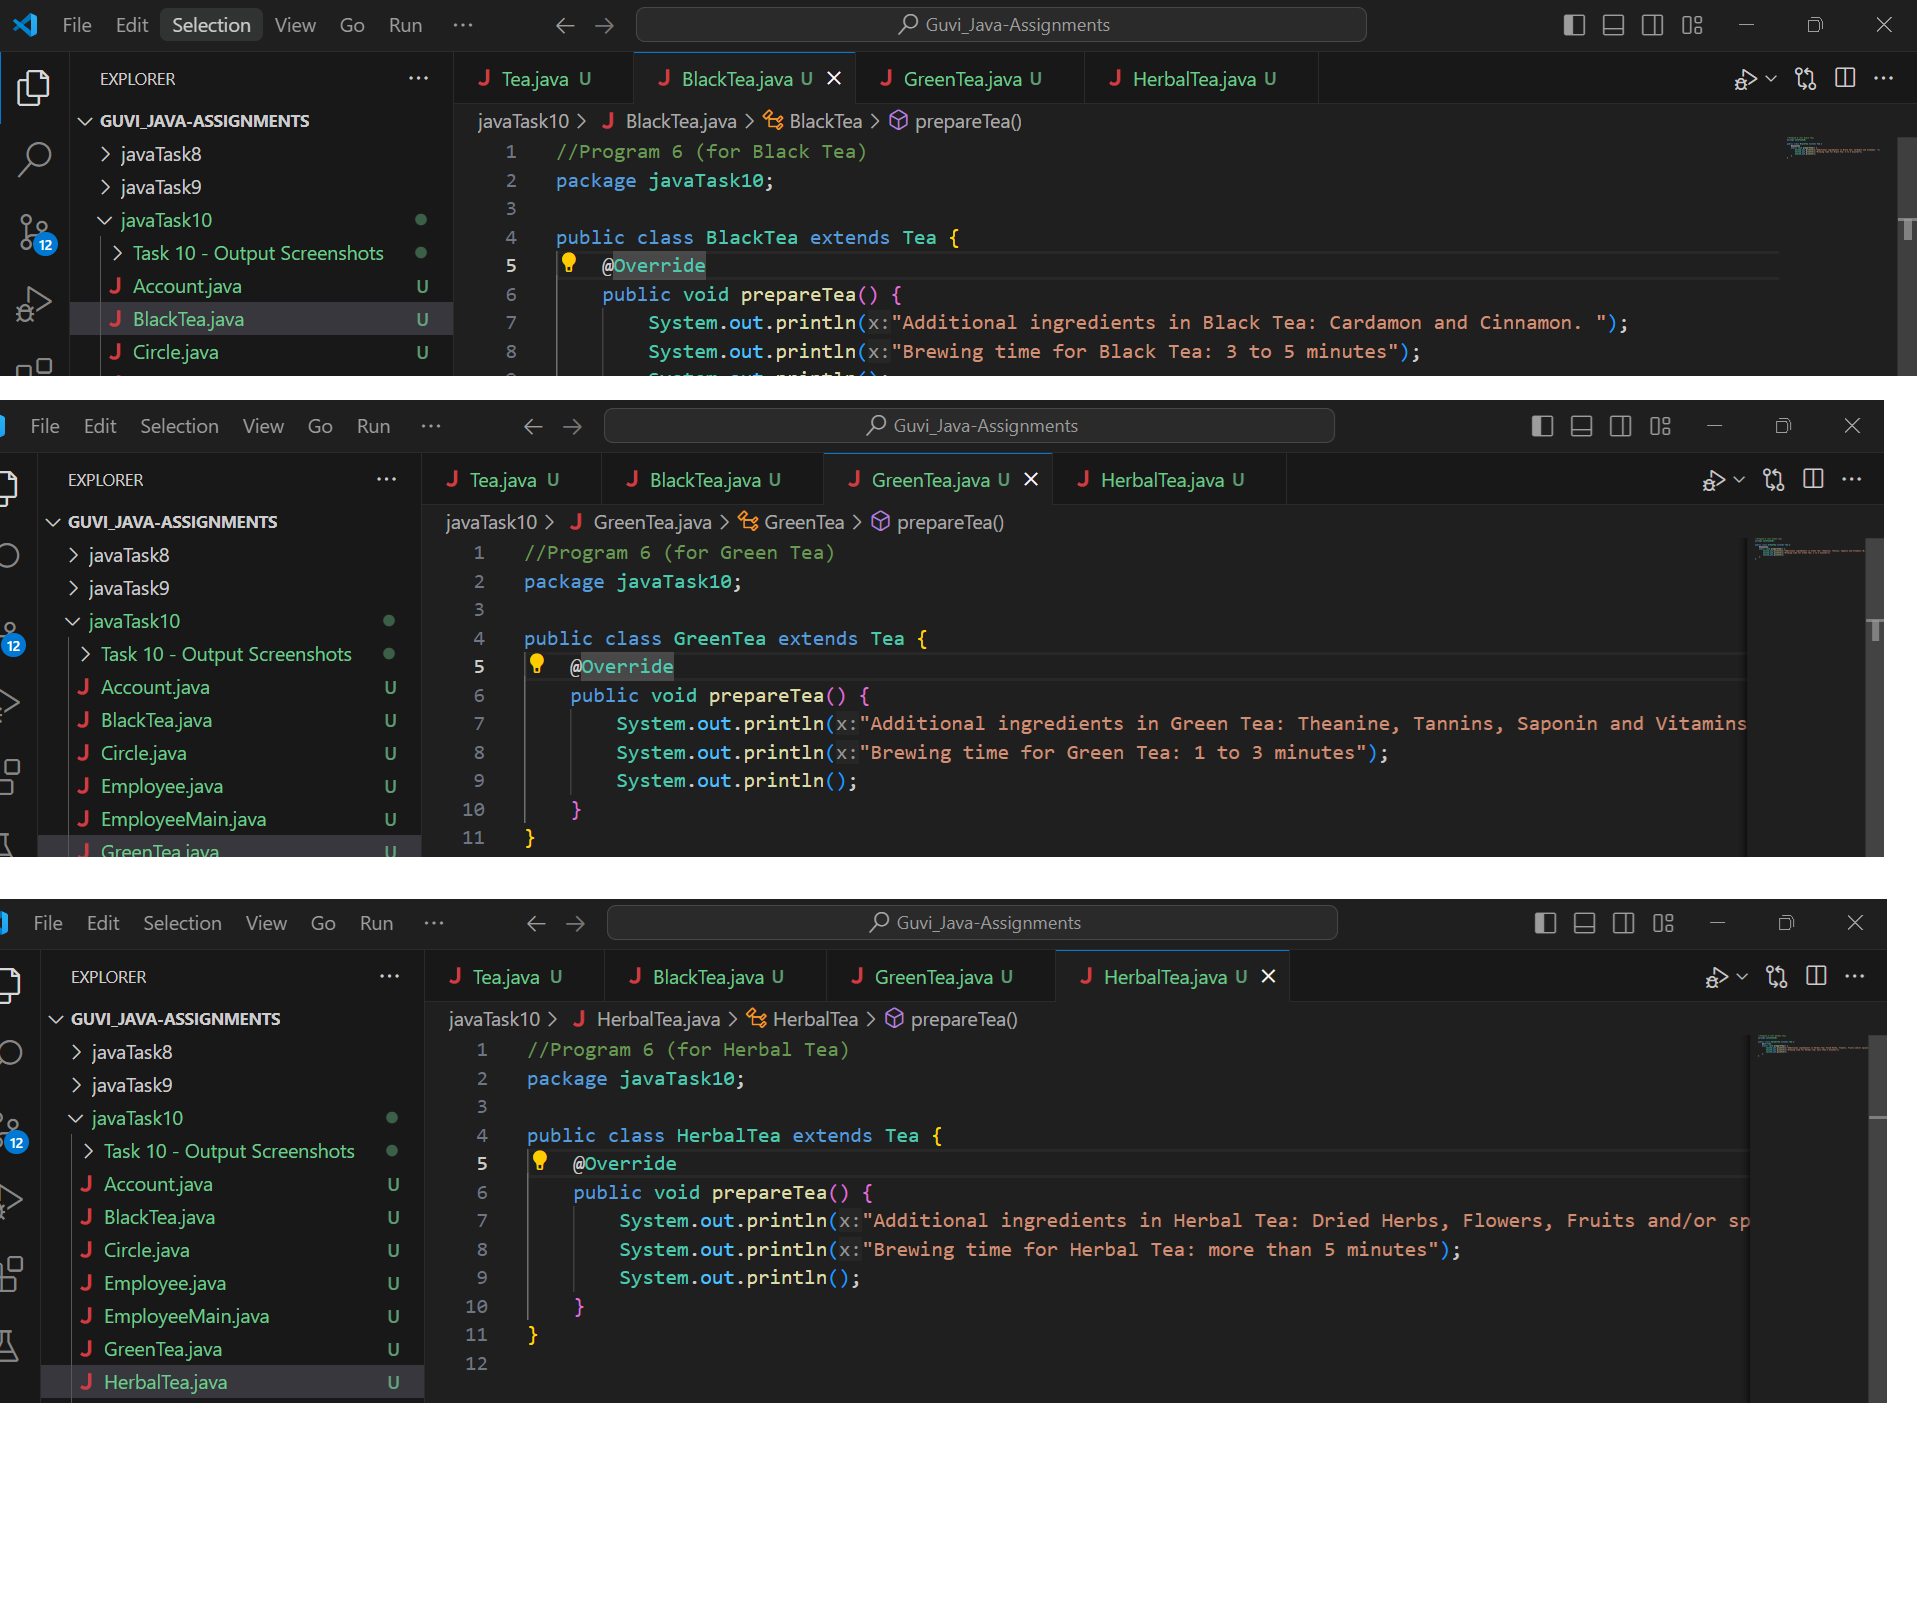 File Edit Selection View Go Run ··· Guvi_Java-Assignments
EXPLORER ··· Tea.java U BlackTea.java U GreenTea.java U HerbalTea.java U ···
GUVI_JAVA-ASSIGNMENTS javaTask10 > BlackTea.java > BlackTea > prepareTea()
javaTask8
javaTask9
javaTask10
Task 10 - Output Screenshots
Account.java U
BlackTea.java U
Circle.java U
12
1 //Program 6 (for Black Tea)
2 package javaTask10;
3
4 public class BlackTea extends Tea {
5 @Override
6 public void prepareTea() {
7 System.out.println(x:"Additional ingredients in Black Tea: Cardamon and Cinnamon. ");
8 System.out.println(x:"Brewing time for Black Tea: 3 to 5 minutes");
File Edit Selection View Go Run ··· Guvi_Java-Assignments
EXPLORER ··· Tea.java U BlackTea.java U GreenTea.java U HerbalTea.java U ···
GUVI_JAVA-ASSIGNMENTS javaTask10 > GreenTea.java > GreenTea > prepareTea()
javaTask8
javaTask9
javaTask10
Task 10 - Output Screenshots
Account.java U
BlackTea.java U
Circle.java U
Employee.java U
EmployeeMain.java U
GreenTea.java U
12
1 //Program 6 (for Green Tea)
2 package javaTask10;
3
4 public class GreenTea extends Tea {
5 @Override
6 public void prepareTea() {
7 System.out.println(x:"Additional ingredients in Green Tea: Theanine, Tannins, Saponin and Vitamins
8 System.out.println(x:"Brewing time for Green Tea: 1 to 3 minutes");
9 System.out.println();
10 }
11 }
File Edit Selection View Go Run ··· Guvi_Java-Assignments
EXPLORER ··· Tea.java U BlackTea.java U GreenTea.java U HerbalTea.java U ···
GUVI_JAVA-ASSIGNMENTS javaTask10 > HerbalTea.java > HerbalTea > prepareTea()
javaTask8
javaTask9
javaTask10
Task 10 - Output Screenshots
Account.java U
BlackTea.java U
Circle.java U
Employee.java U
EmployeeMain.java U
GreenTea.java U
HerbalTea.java U
12
1 //Program 6 (for Herbal Tea)
2 package javaTask10;
3
4 public class HerbalTea extends Tea {
5 @Override
6 public void prepareTea() {
7 System.out.println(x:"Additional ingredients in Herbal Tea: Dried Herbs, Flowers, Fruits and/or sp
8 System.out.println(x:"Brewing time for Herbal Tea: more than 5 minutes");
9 System.out.println();
10 }
11 }
12